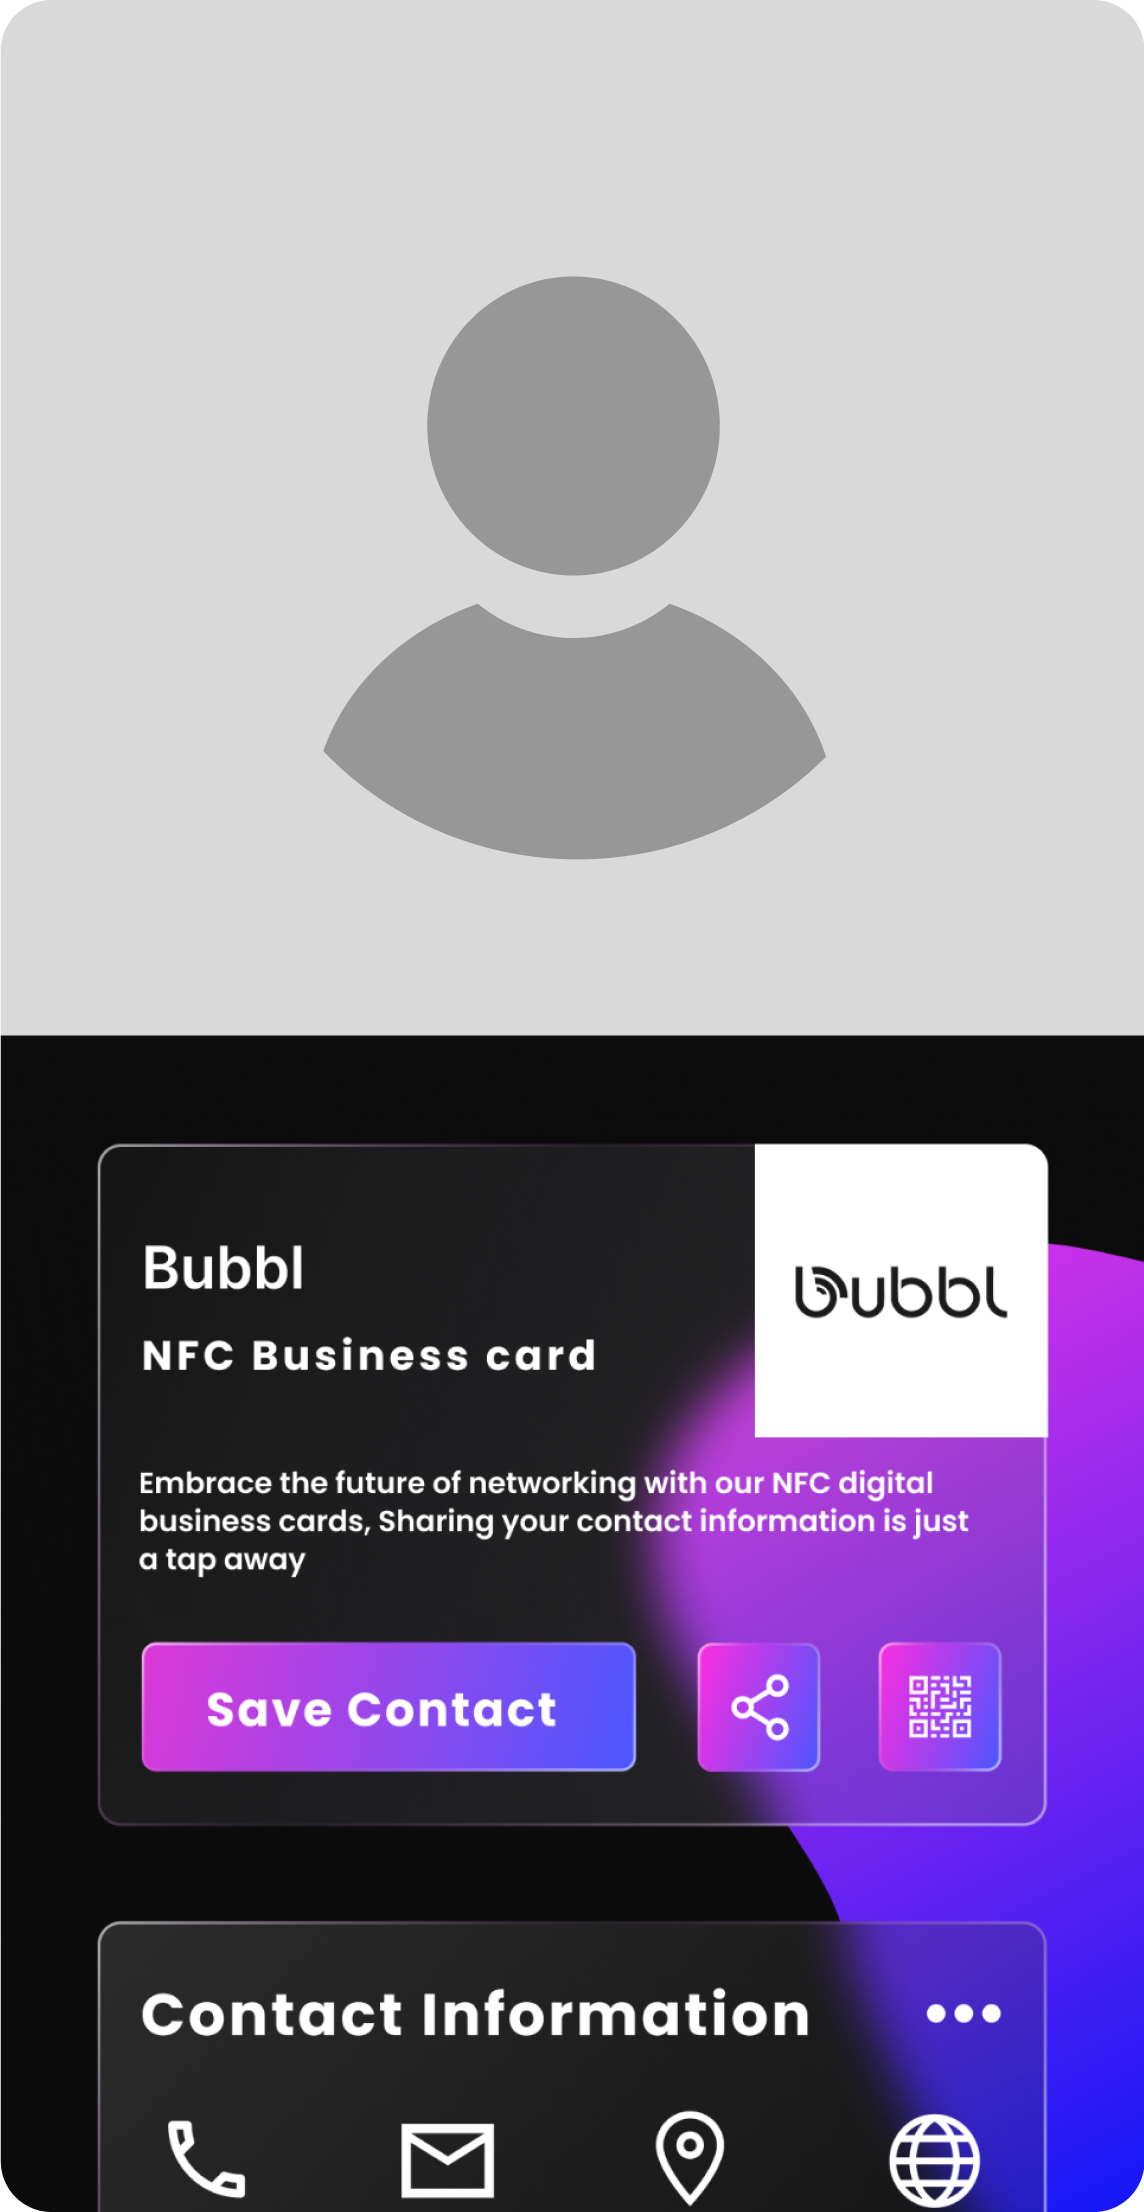 Bubbl
bubbl
NFC Business card
Embrace the future of networking with our NFC digital
business cards, Sharing your contact information is just
a tap away
Save Contact
Contact Information